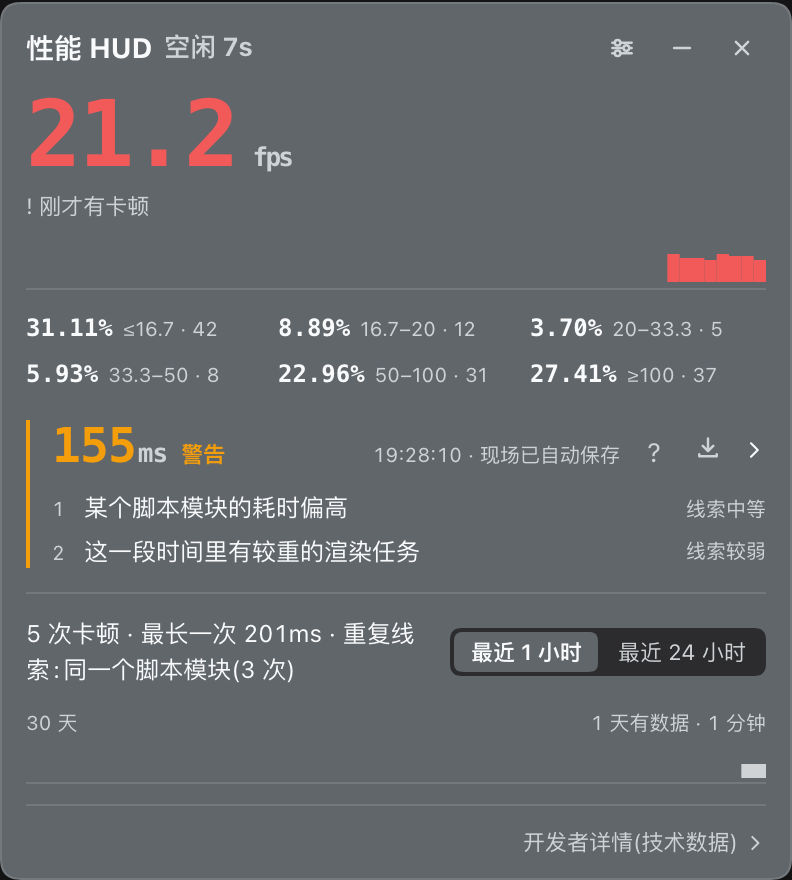 性能 HUD 空闲 7s
21.2 fps
! 刚才有卡顿
31.11% ≤16.7 · 42 8.89% 16.7–20 · 12 3.70% 20–33.3 · 5
5.93% 33.3–50 · 8 22.96% 50–100 · 31 27.41% ≥100 · 37
155ms 警告 19:28:10 · 现场已自动保存 ?
1 某个脚本模块的耗时偏高 线索中等
2 这一段时间里有较重的渲染任务 线索较弱
5 次卡顿 · 最长一次 201ms · 重复线
索:同一个脚本模块(3 次)
最近 1 小时 最近 24 小时
30 天 1 天有数据 · 1 分钟
开发者详情(技术数据)